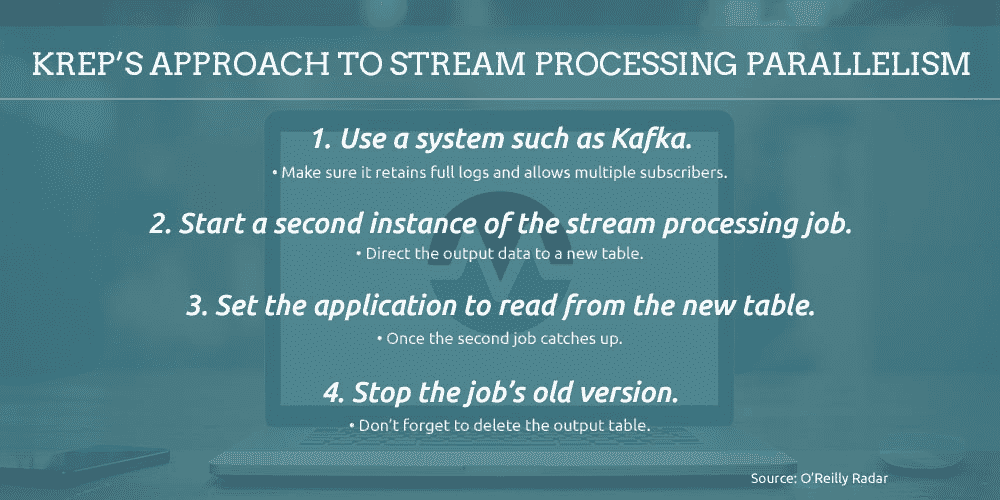 KREP'S APPROACH TO STREAM PROCESSING PARALLELISM
1. Use a system such as Kafka.
• Make sure it retains full logs and allows multiple subscribers.
2. Start a second instance of the stream processing job.
• Direct the output data to a new table.
3. Set the application to read from the new table.
• Once the second job catches up.
4. Stop the job's old version.
• Don't forget to delete the output table.
Source: O'Reilly Radar